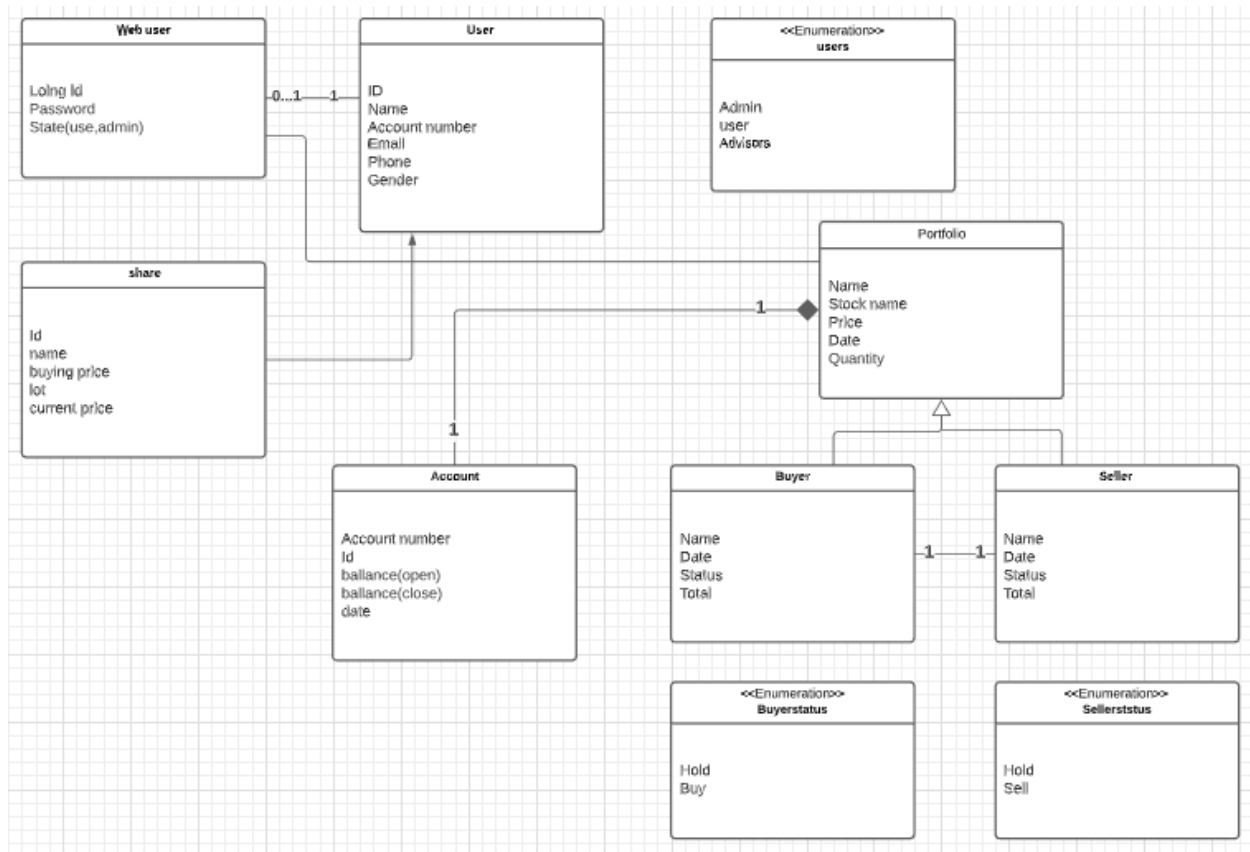 Web user
Loing Id
Password
State(use,admin)
0...1
1
User
ID
Name
Account number
Email
Phone
Gender
<<Enumeration>>
users
Admin
user
Advisors
share
Id
name
buying price
lot
current price
Portfolio
Name
Stock name
Price
Date
Quantity
1
1
Account
Account number
Id
ballance(open)
ballance(close)
date
Buyer
Name
Date
Status
Total
1
1
Seller
Name
Date
Status
Total
<<Enumeration>>
Buyerstatus
Hold
Buy
<<Enumeration>>
Sellerststus
Hold
Sell